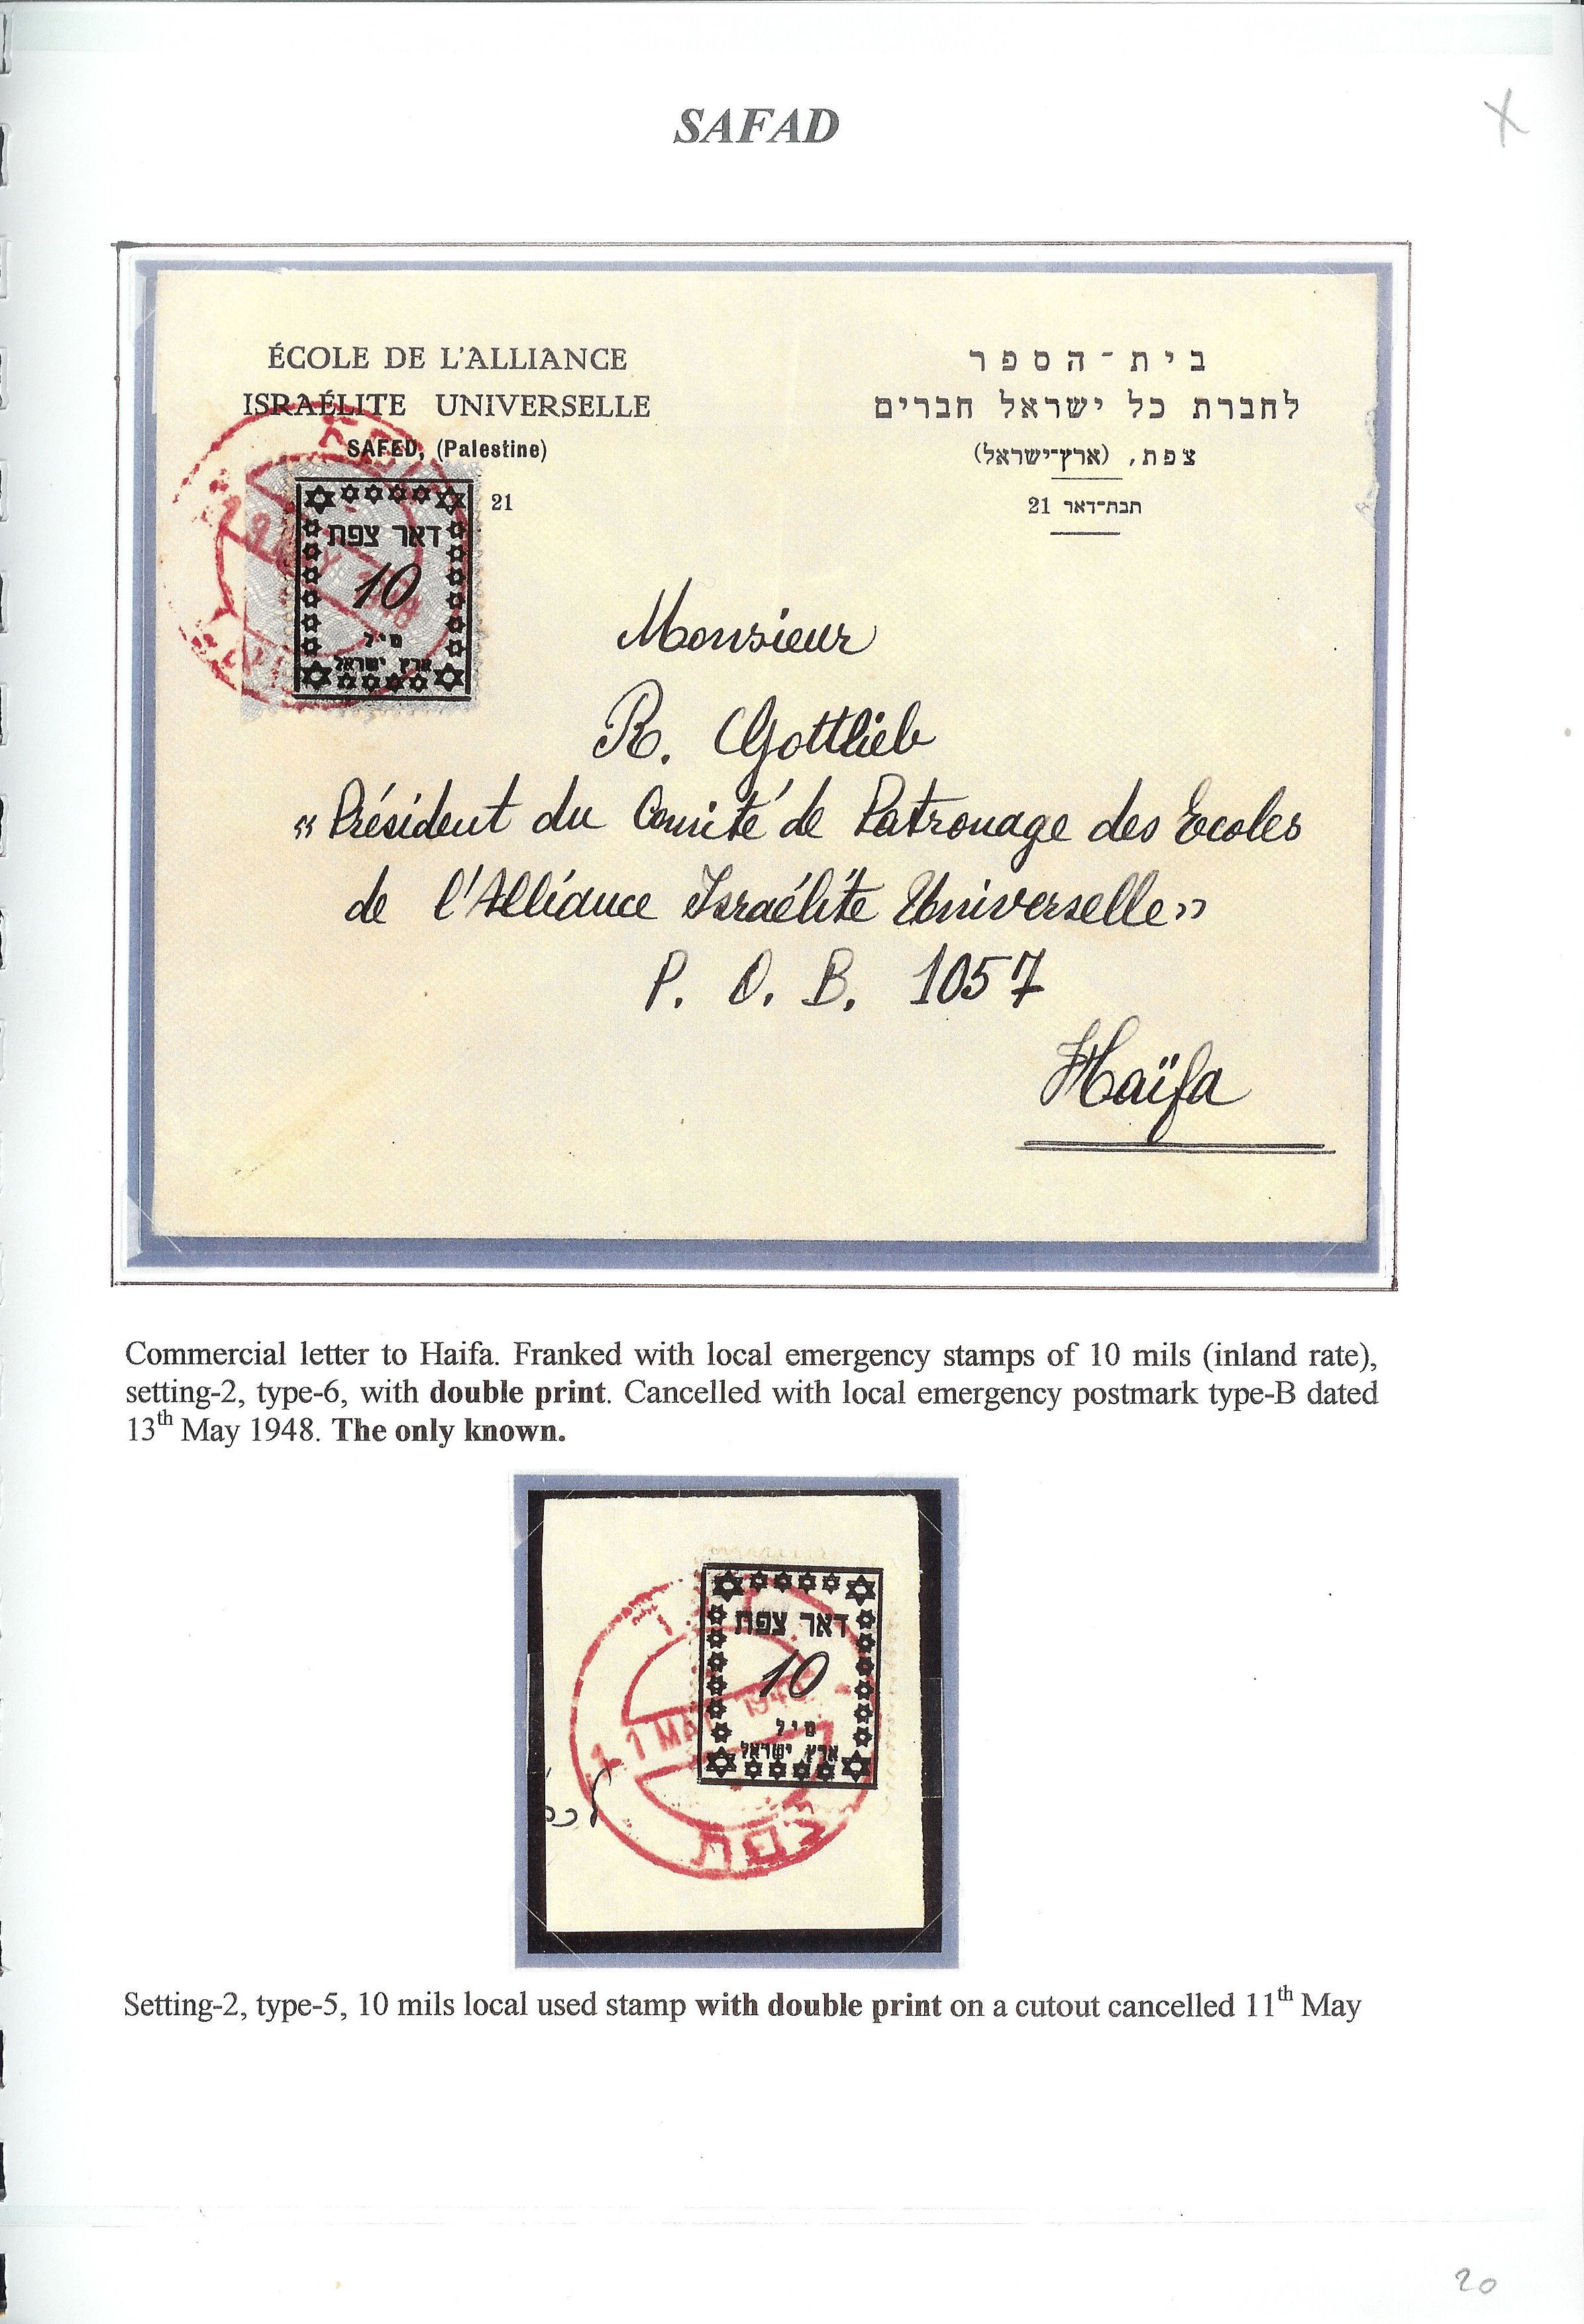 SAFAD
X
ÉCOLE DE L'ALLIANCE
ISRAÉLITE UNIVERSELLE
SAFED, (Palestine)
21
בית-הספר
לחברת כל ישראל חברים
צפת, (ארץ-ישראל)
תבת-דאר 21
דאר צפת
10
מיל
ארץ ישראל
Monsieur
R. Gottlieb
"Président du Comité de Patronage des Ecoles
de l'Alliance Israélite Universelle"
P. O. B. 1057
Haïfa
Commercial letter to Haifa. Franked with local emergency stamps of 10 mils (inland rate),
setting-2, type-6, with double print. Cancelled with local emergency postmark type-B dated
13th May 1948. The only known.
דאר צפת
10
מיל
ארץ ישראל
11 MAY 194
צפת
Setting-2, type-5, 10 mils local used stamp with double print on a cutout cancelled 11th May
20